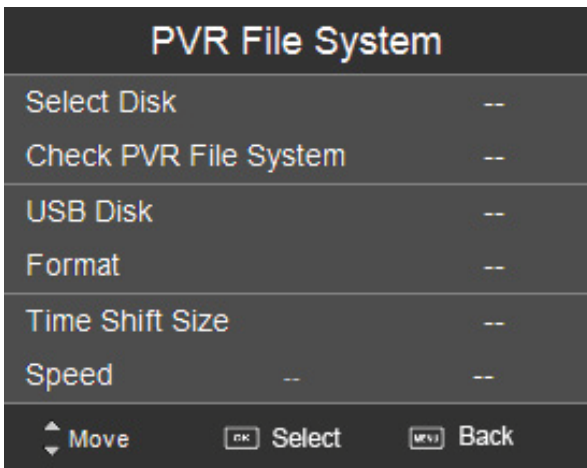 PVR File System
Select Disk --
Check PVR File System --
USB Disk --
Format --
Time Shift Size --
Speed -- --
Move OK Select MENU Back